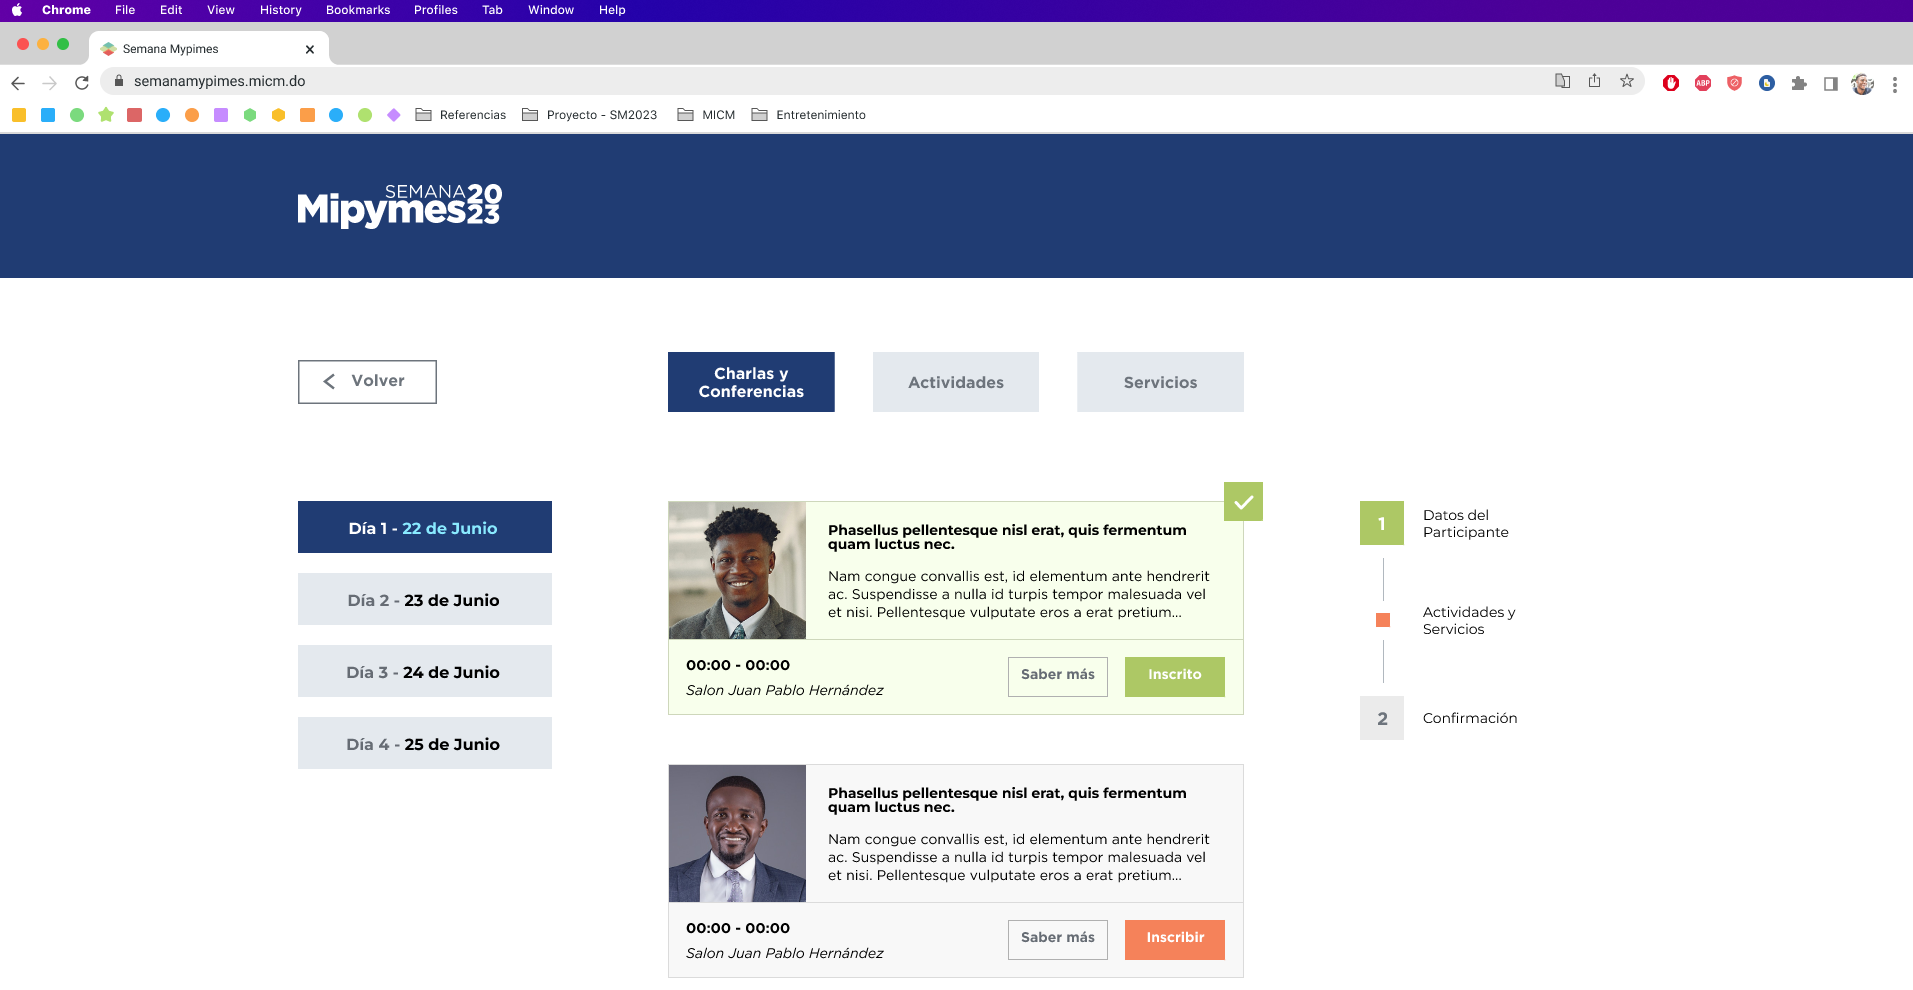 Chrome File Edit View History Bookmarks Profiles Tab Window Help
Semana Mypimes
semanamypimes.micm.do
ABP
Referencias Proyecto - SM2023 MICM Entretenimiento
SEMANA 20
Mipymes 23
Volver
Charlas y
Conferencias
Actividades
Servicios
Día 1 - 22 de Junio
Día 2 - 23 de Junio
Día 3 - 24 de Junio
Día 4 - 25 de Junio
Phasellus pellentesque nisl erat, quis fermentum
quam luctus nec.
Nam congue convallis est, id elementum ante hendrerit
ac. Suspendisse a nulla id turpis tempor malesuada vel
et nisi. Pellentesque vulputate eros a erat pretium...
00:00 - 00:00
Salon Juan Pablo Hernández
Saber más
Inscrito
Phasellus pellentesque nisl erat, quis fermentum
quam luctus nec.
Nam congue convallis est, id elementum ante hendrerit
ac. Suspendisse a nulla id turpis tempor malesuada vel
et nisi. Pellentesque vulputate eros a erat pretium...
00:00 - 00:00
Salon Juan Pablo Hernández
Saber más
Inscribir
1
Datos del
Participante
Actividades y
Servicios
2
Confirmación